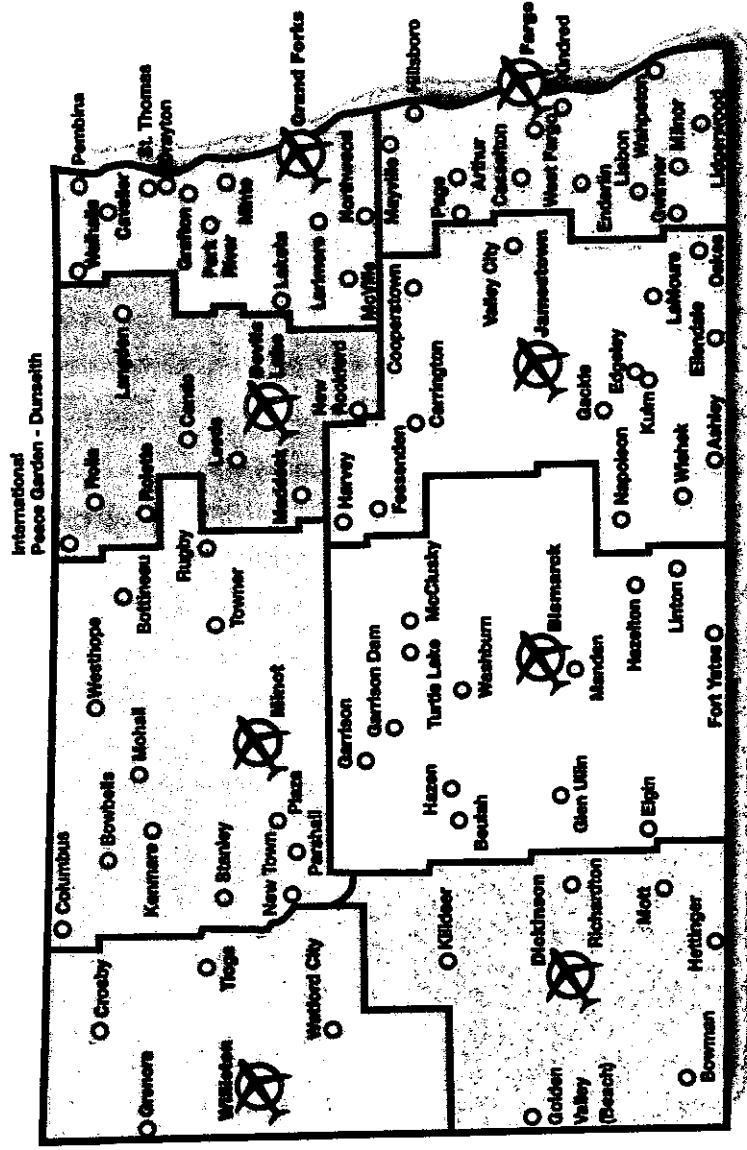 International
Peace Garden - Dunseith
Columbus
Pembina
Walhalla
Cavalier
Crosby
Bowbells
Westhope
Rolla
Langdon
St. Thomas
Drayton
Grenora
Kenmare
Mohall
Bottineau
Rolette
Cando
Grafton
Park
River
Minto
Tioga
Stanley
Rugby
Towner
Leeds
Devils
Lake
Lakota
Grand Forks
Williston
New Town
Plaza
Parshall
Minot
Maddock
New
Rockford
Larimore
McVille
Northwood
Watford City
Garrison
Garrison Dam
Harvey
Fessenden
Carrington
Cooperstown
Mayville
Hillsboro
Killdeer
Hazen
Beulah
Turtle Lake
McClusky
Washburn
Page
Arthur
Casselton
West Fargo
Fargo
Kindred
Valley City
Jamestown
Golden
Valley
(Beach)
Dickinson
Richardton
Glen Ullin
Bismarck
Mandan
Gackle
Edgeley
Kulm
Napoleon
Enderlin
Lisbon
Wahpeton
Gwinner
Milnor
Lidgerwood
Mott
Elgin
Hazelton
Linton
Wishek
LaMoure
Bowman
Hettinger
Fort Yates
Ashley
Ellendale
Oakes